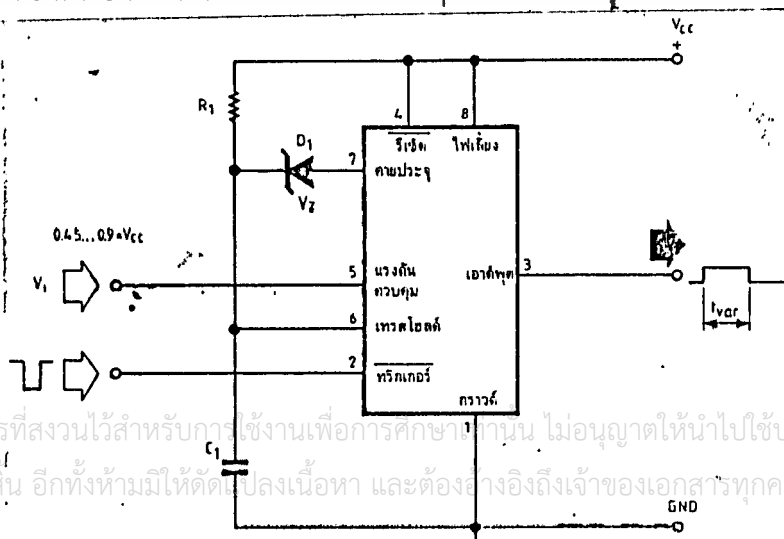 Vcc
+
R1
4
8
รีเซ็ต
ไฟเลี้ยง
D1
7
คายประจุ
Vz
0.45...0.9*Vcc
V1
5
แรงดัน
ควบคุม
เอาต์พุต
3
tvar
6
เทรดโฮลด์
2
ทริกเกอร์
กราวด์
1
รที่สงวนไว้สำหรับการใช้งานเพื่อการศึกษาเท่านั้น ไม่อนุญาตให้นำไปใช้ป
C1
สิ้น อีกทั้งห้ามมิให้ดัดแปลงเนื้อหา และต้องอ้างอิงถึงเจ้าของเอกสารทุกค
GND